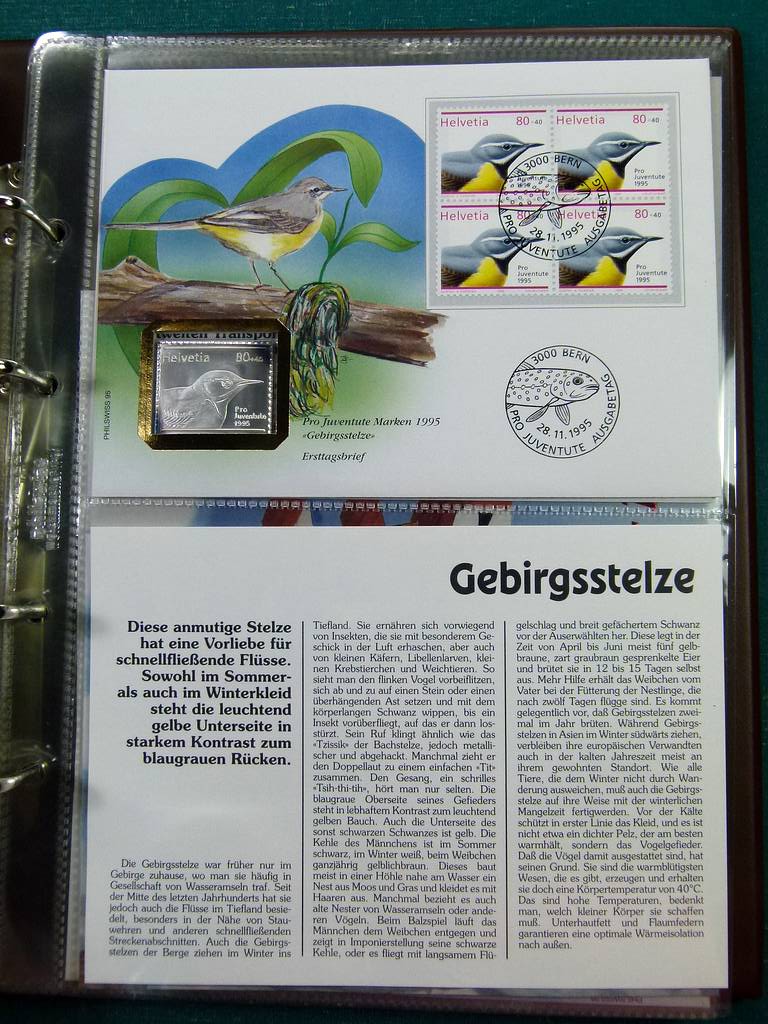 Helvetia 80+40
Helvetia 80+40
Pro
Juventute
1995
Helvetia 80+40
Helvetia 80+40
Pro
Juventute
1995
Pro
Juventute
1995
3000 BERN
28.11.1995
PRO JUVENTUTE AUSGABETAG
tweiten Transpor
Helvetia 80+40
Pro
Juventute
1995
PHILSWISS 95
Pro Juventute Marken 1995
«Gebirgsstelze»
Ersttagsbrief
3000 BERN
28.11.1995
PRO JUVENTUTE AUSGABETAG
Gebirgsstelze
Diese anmutige Stelze
hat eine Vorliebe für
schnellfließende Flüsse.
Sowohl im Sommer-
als auch im Winterkleid
steht die leuchtend
gelbe Unterseite in
starkem Kontrast zum
blaugrauen Rücken.
Die Gebirgsstelze war früher nur im
Gebirge zuhause, wo man sie häufig in
Gesellschaft von Wasseramseln traf. Seit
der Mitte des letzten Jahrhunderts hat sie
jedoch auch die Flüsse im Tiefland besie-
delt, besonders in der Nähe von Stau-
wehren und anderen schnellfließenden
Streckenabschnitten. Auch die Gebirgs-
stelzen der Berge ziehen im Winter ins
Tiefland. Sie ernähren sich vorwiegend
von Insekten, die sie mit besonderem Ge-
schick in der Luft erhaschen, aber auch
von kleinen Käfern, Libellenlarven, klei-
nen Krebstierchen und Weichtieren. So
sieht man den flinken Vogel vorbeiflitzen,
sich ab und zu auf einen Stein oder einen
überhängenden Ast setzen und mit dem
körperlangen Schwanz wippen, bis ein
Insekt vorüberfliegt, auf das er dann los-
stürzt. Sein Ruf klingt ähnlich wie das
«Tzissik» der Bachstelze, jedoch metalli-
scher und abgehackt. Manchmal zieht er
den Doppellaut zu einem einfachen «Tit»
zusammen. Den Gesang, ein schrilles
«Tsih-thi-tih», hört man nur selten. Die
blaugraue Oberseite seines Gefieders
steht in lebhaftem Kontrast zum leuchtend
gelben Bauch. Auch die Unterseite des
sonst schwarzen Schwanzes ist gelb. Die
Kehle des Männchens ist im Sommer
schwarz, im Winter weiß, beim Weibchen
ganzjährig gelblichbraun. Dieses baut
meist in einer Höhle nahe am Wasser ein
Nest aus Moos und Gras und kleidet es mit
Haaren aus. Manchmal bezieht es auch
alte Nester von Wasseramseln oder ande-
ren Vögeln. Beim Balzspiel läuft das
Männchen dem Weibchen entgegen und
zeigt in Imponierstellung seine schwarze
Kehle, oder es fliegt mit langsamem Flü-
gelschlag und breit gefächertem Schwanz
vor der Auserwählten her. Diese legt in der
Zeit von April bis Juni meist fünf gelb-
braune, zart graubraun gesprenkelte Eier
und brütet sie in 12 bis 15 Tagen selbst
aus. Mehr Hilfe erhält das Weibchen vom
Vater bei der Fütterung der Nestlinge, die
nach zwölf Tagen flügge sind. Es kommt
gelegentlich vor, daß Gebirgsstelzen zwei-
mal im Jahr brüten. Während Gebirgs-
stelzen in Asien im Winter südwärts ziehen,
verbleiben ihre europäischen Verwandten
auch in der kalten Jahreszeit meist an
ihrem gewohnten Standort. Wie alle
Tiere, die dem Winter nicht durch Wan-
derung ausweichen, muß auch die Gebirgs-
stelze auf ihre Weise mit der winterlichen
Mangelzeit fertigwerden. Vor der Kälte
schützt in erster Linie das Kleid, und es ist
nicht etwa ein dichter Pelz, der am besten
warmhält, sondern das Vogelgefieder.
Daß die Vögel damit ausgestattet sind, hat
seinen Grund. Sie sind die warmblütigsten
Wesen, die es gibt, erzeugen und erhalten
sie doch eine Körpertemperatur von 40°C.
Das sind hohe Temperaturen, bedenkt
man, welch kleiner Körper sie schaffen
muß. Unterhautfett und Flaumfedern
garantieren eine optimale Wärmeisolation
nach außen.